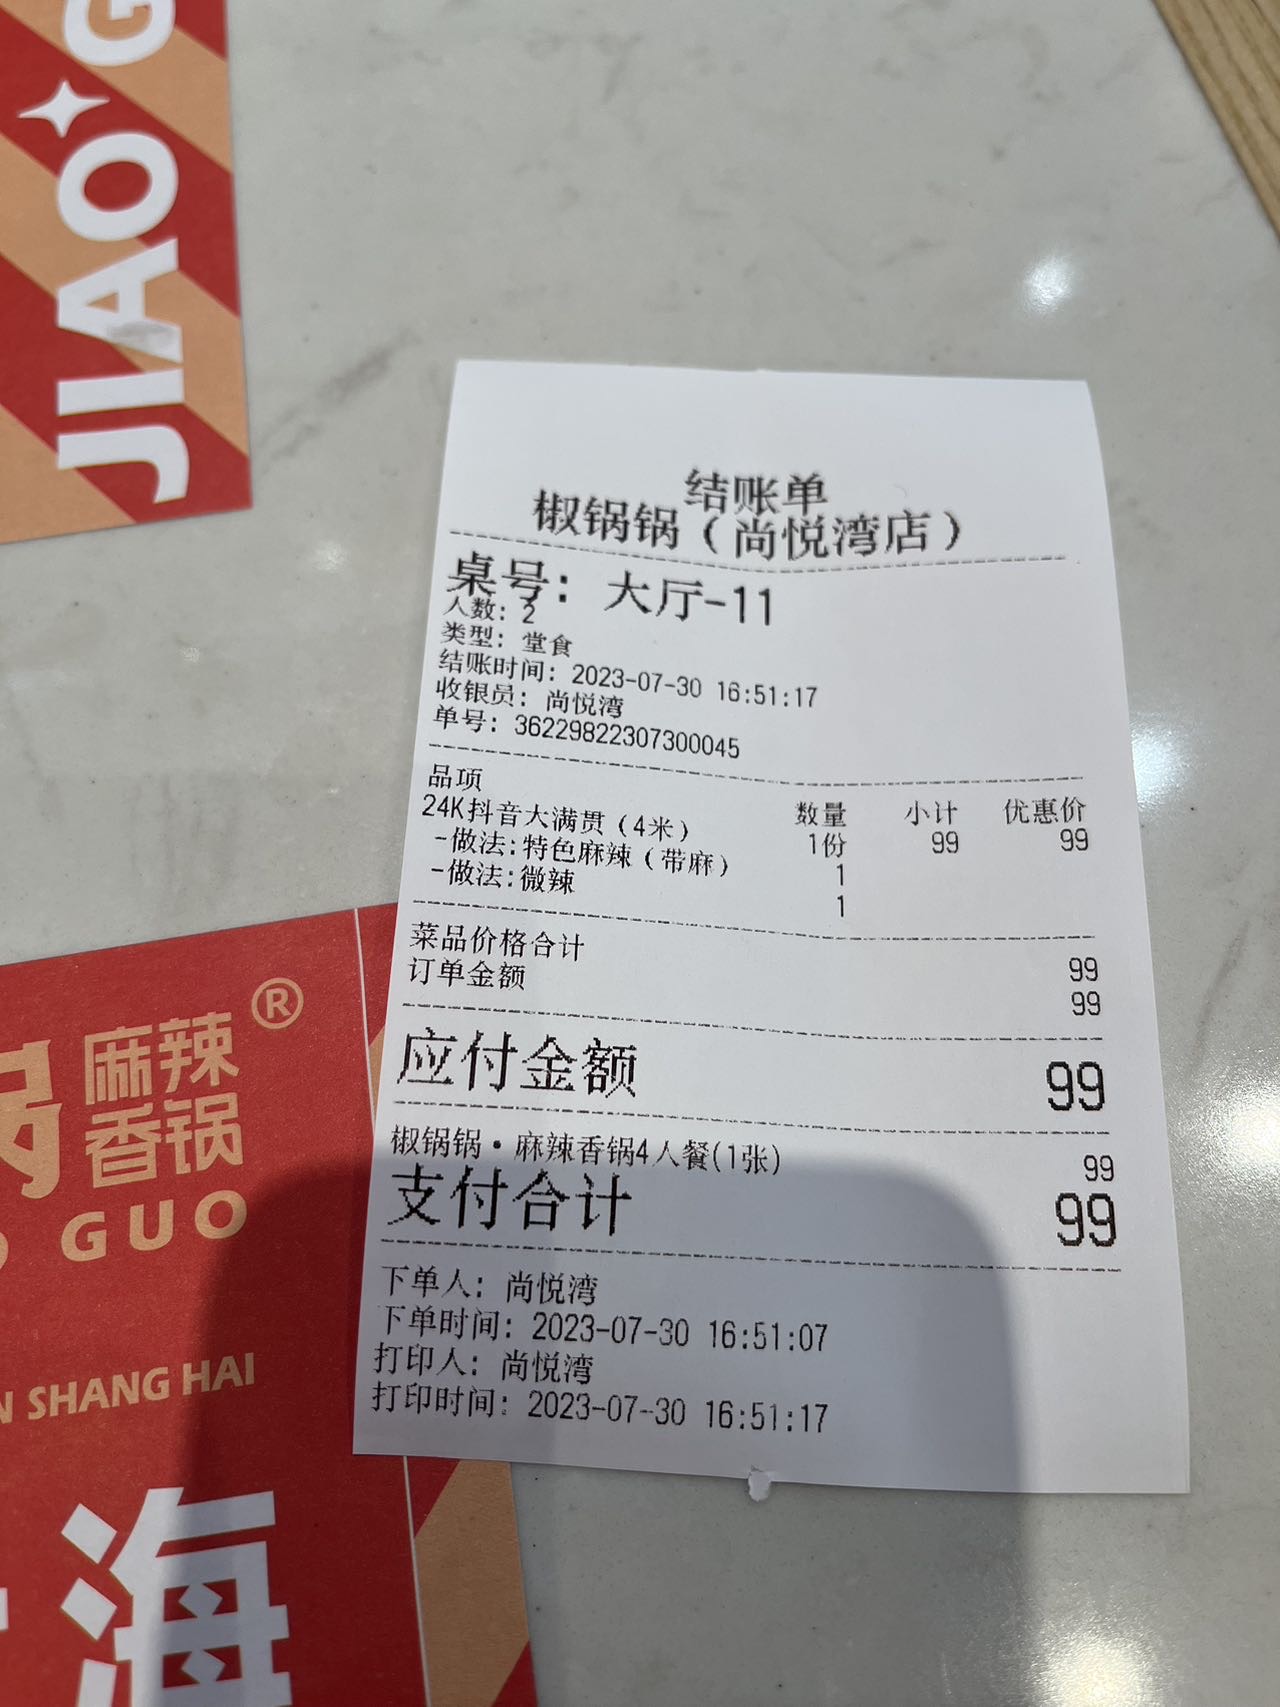 JIAO G
结账单
椒锅锅（尚悦湾店）
桌号：大厅-11
人数：2
类型：堂食
结账时间：2023-07-30 16:51:17
收银员：尚悦湾
单号：362298822307300045
品项 数量 小计 优惠价
24K抖音大满贯（4米） 1份 99 99
-做法:特色麻辣（带麻） 1
-做法:微辣 1
菜品价格合计 99
订单金额 99
应付金额 99
椒锅锅·麻辣香锅4人餐(1张) 99
支付合计 99
下单人：尚悦湾
下单时间：2023-07-30 16:51:07
打印人：尚悦湾
打印时间：2023-07-30 16:51:17
锅 麻辣 ®
香锅
O GUO
N SHANG HAI
海